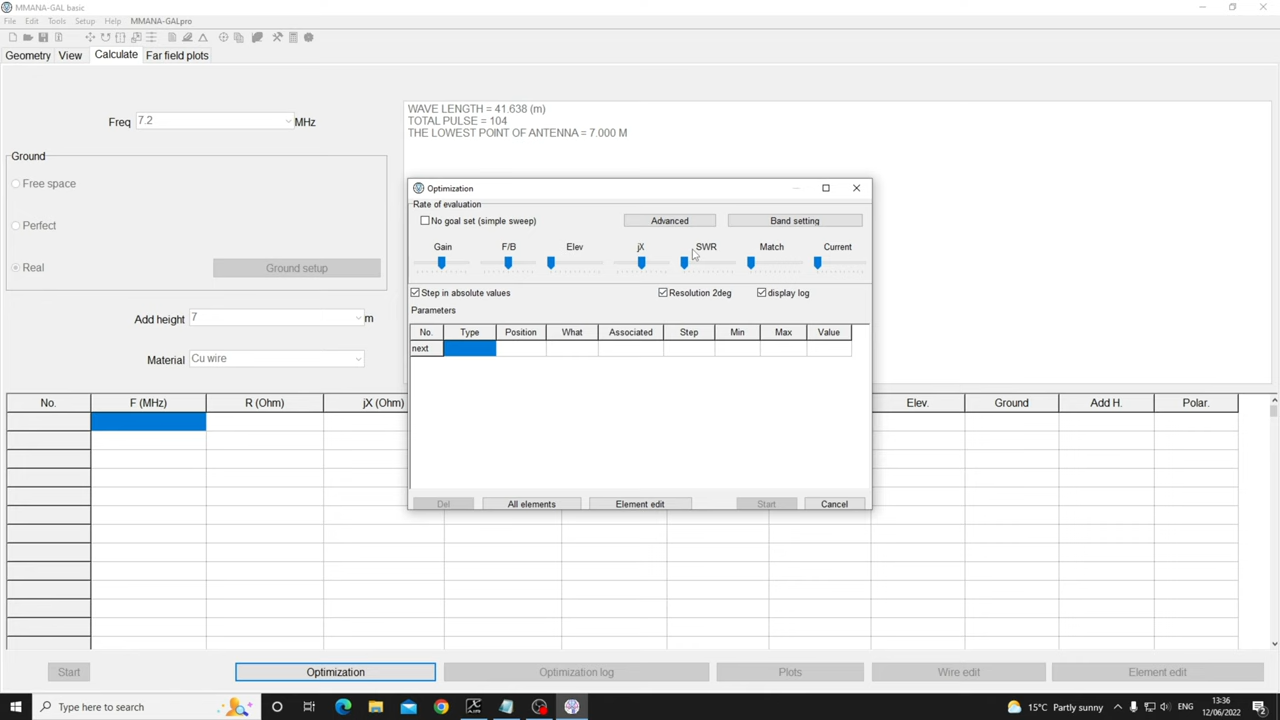 MMANA-GAL basic
File Edit Tools Setup Help MMANA-GALpro
Geometry View Calculate Far field plots
Freq 7.2 MHz
WAVE LENGTH = 41.638 (m)
TOTAL PULSE = 104
THE LOWEST POINT OF ANTENNA = 7.000 M
Ground
Free space
Perfect
Real Ground setup
Add height 7 m
Material Cu wire
Optimization
Rate of evaluation
No goal set (simple sweep) Advanced Band setting
Gain F/B Elev jX SWR Match Current
Step in absolute values Resolution 2deg display log
Parameters
No. Type Position What Associated Step Min Max Value
next
Del All elements Element edit Start Cancel
No. F (MHz) R (Ohm) jX (Ohm) Elev. Ground Add H. Polar.
Start Optimization Optimization log Plots Wire edit Element edit
Type here to search 15°C Partly sunny ENG 13:36
12/06/2022 2